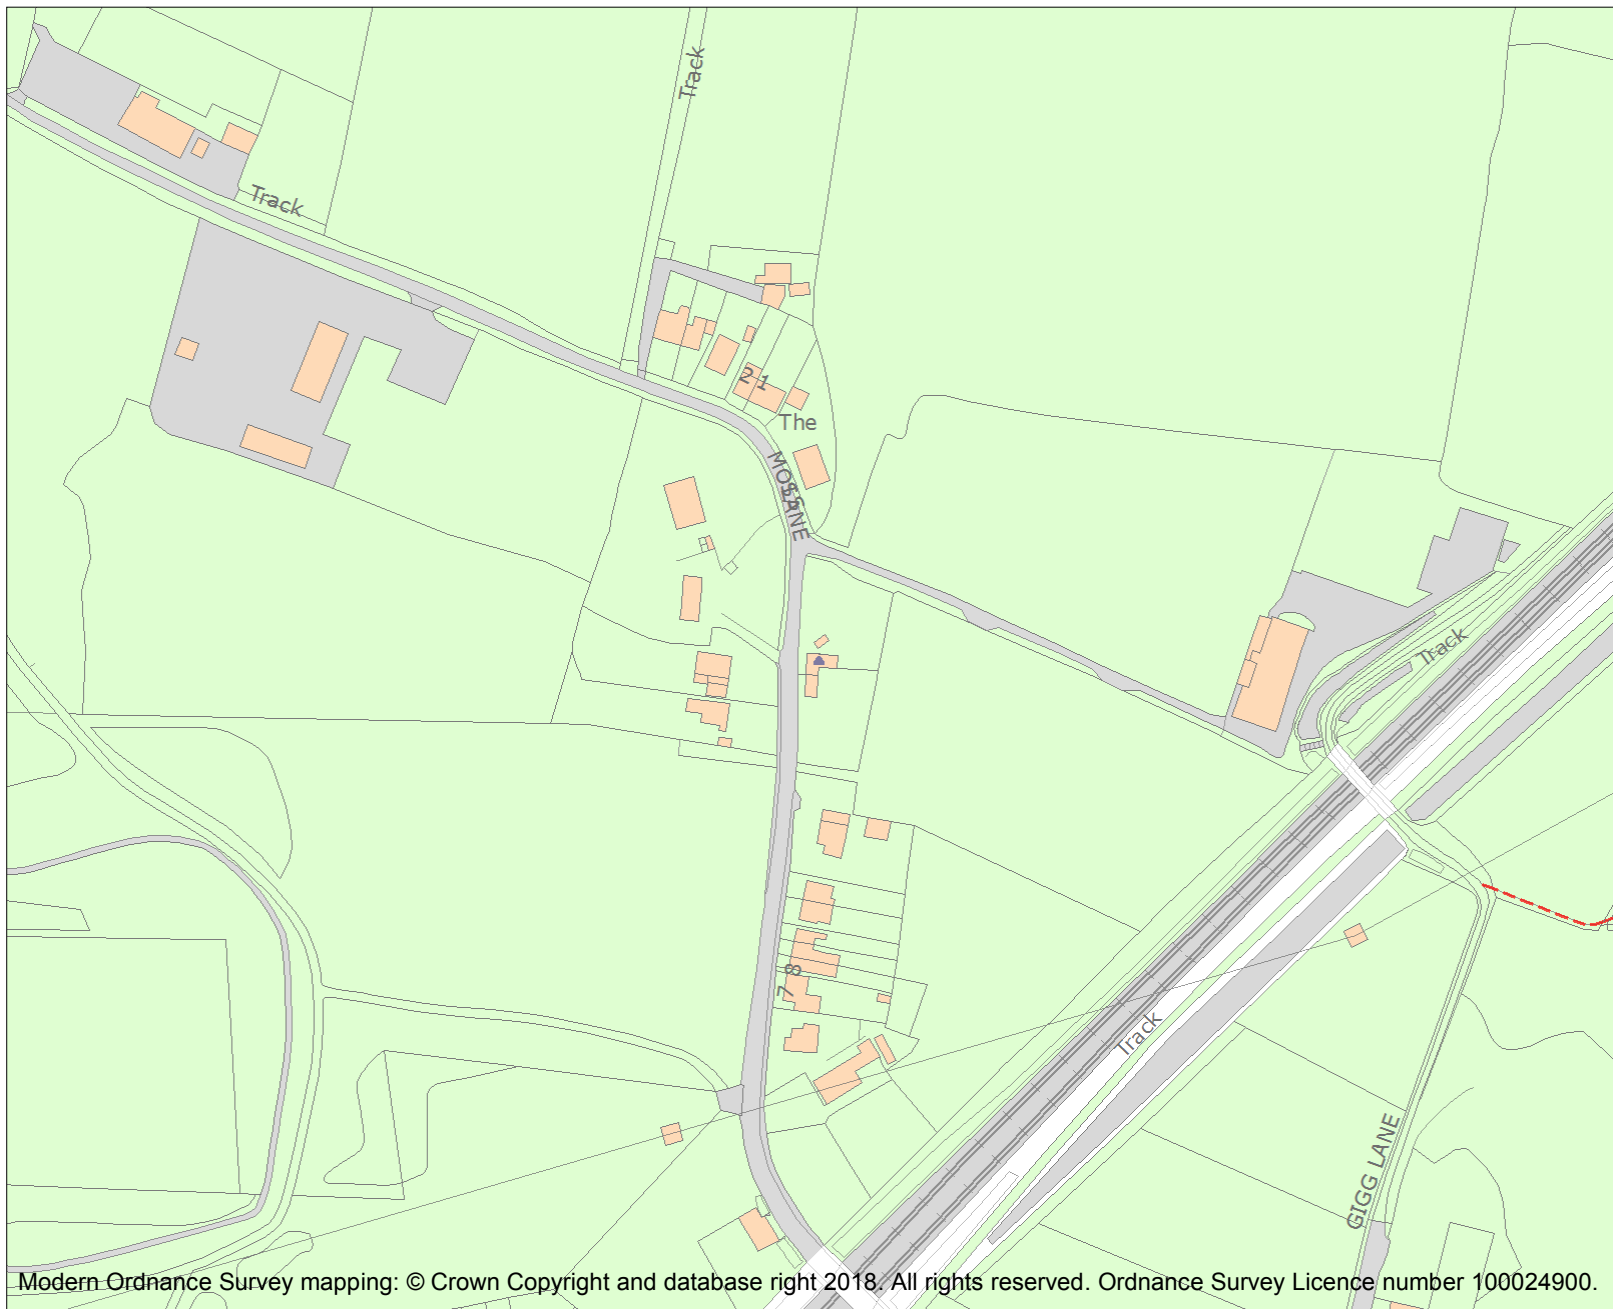 Track
Track
2 1
The
MOSS
LANE
Track
7 8
Track
GIGG LANE
Modern Ordnance Survey mapping: © Crown Copyright and database right 2018. All rights reserved. Ordnance Survey Licence number 100024900.